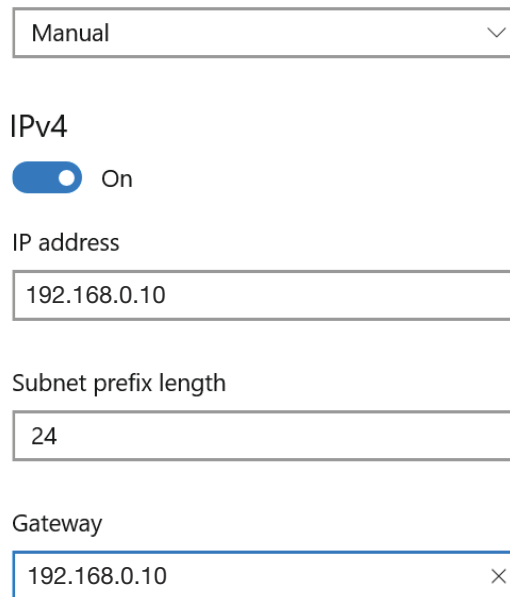 Manual
IPv4
On
IP address
192.168.0.10
Subnet prefix length
24
Gateway
192.168.0.10